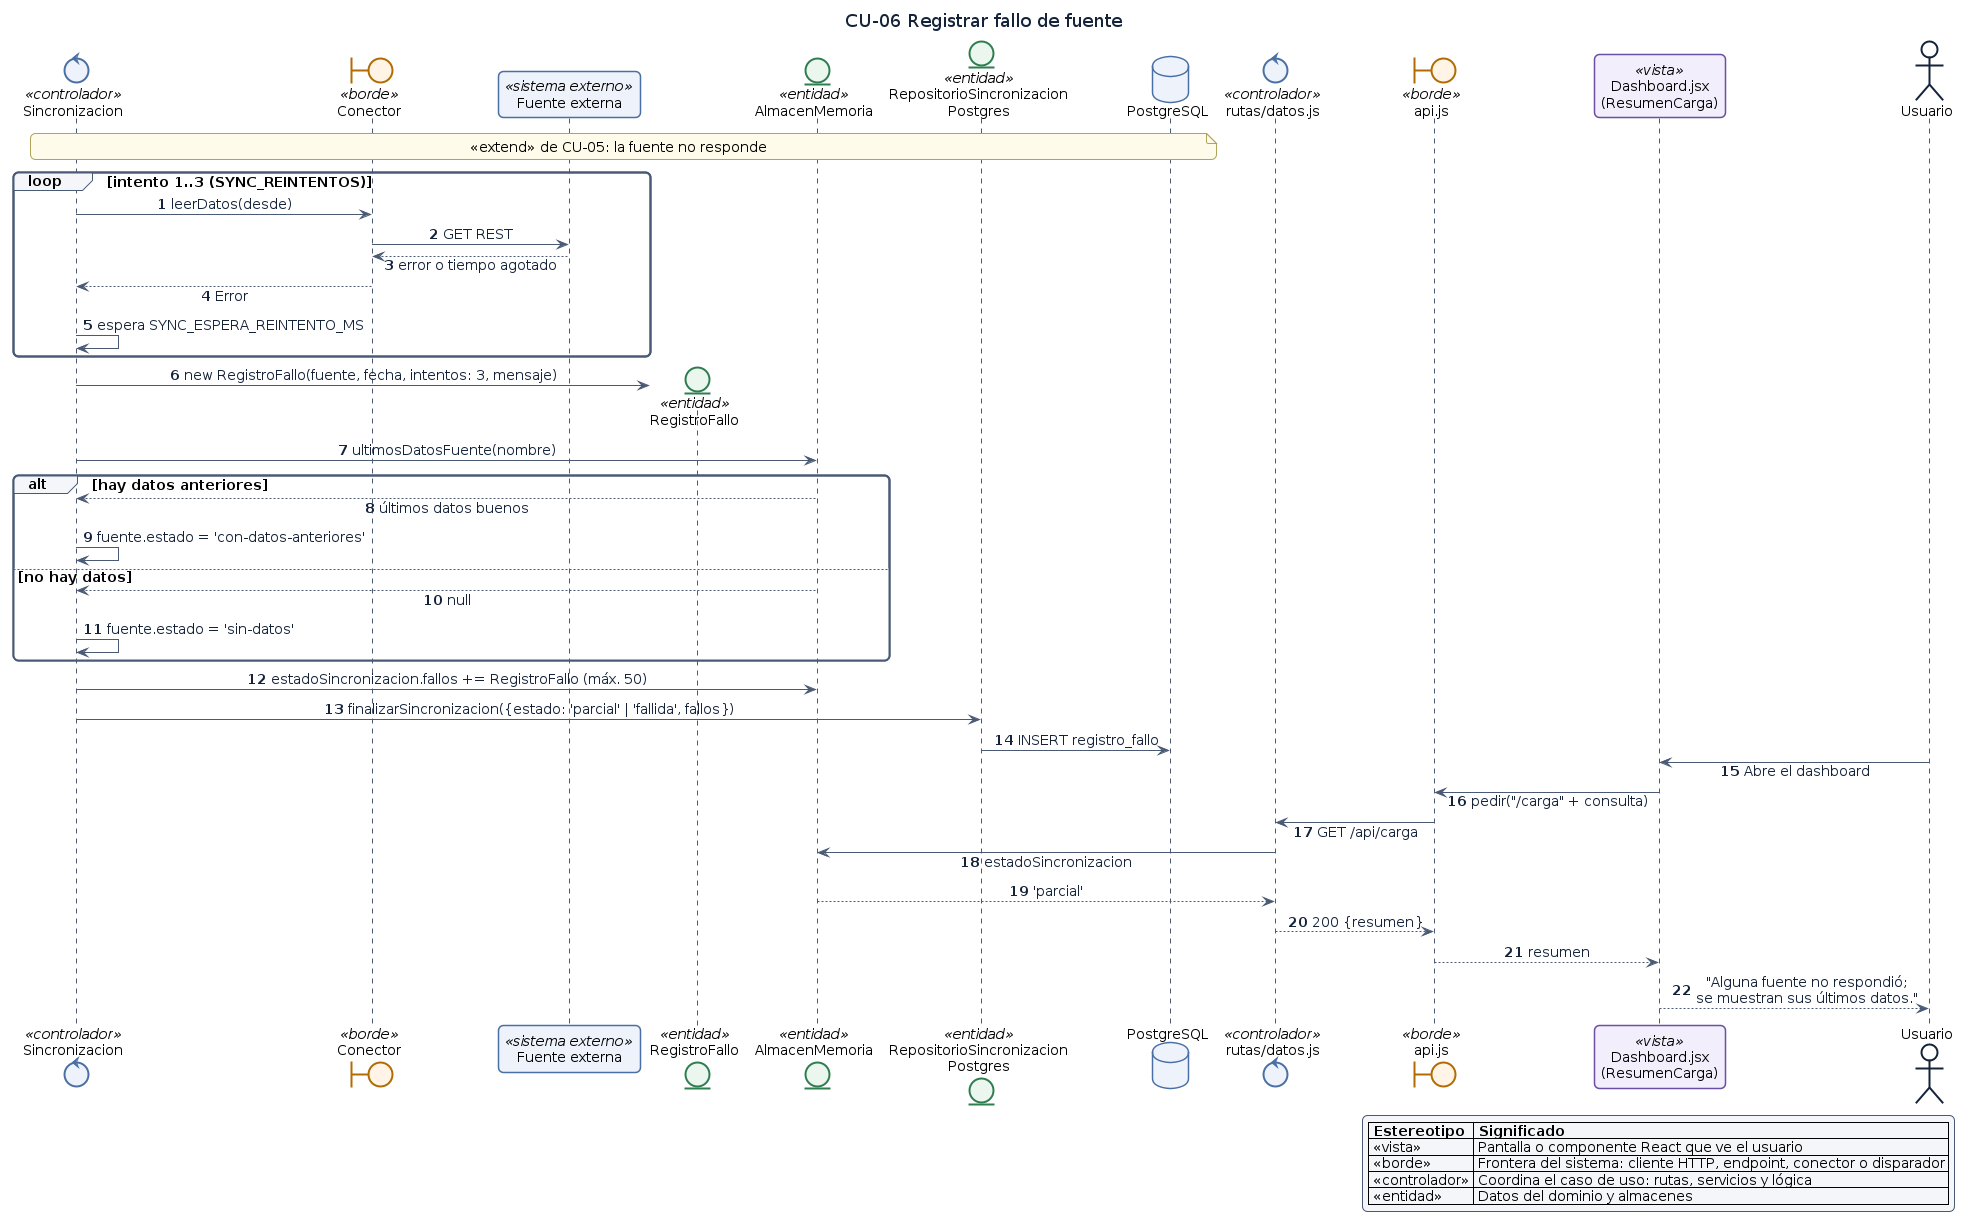 CU-06 Registrar fallo de fuente
«controlador»
Sincronizacion
«borde»
Conector
«sistema externo»
Fuente externa
«entidad»
AlmacenMemoria
«entidad»
RepositorioSincronizacion
Postgres
PostgreSQL
«controlador»
rutas/datos.js
«borde»
api.js
«vista»
Dashboard.jsx
(ResumenCarga)
Usuario
«extend» de CU-05: la fuente no responde
loop [intento 1..3 (SYNC_REINTENTOS)]
1 leerDatos(desde)
2 GET REST
3 error o tiempo agotado
4 Error
5 espera SYNC_ESPERA_REINTENTO_MS
6 new RegistroFallo(fuente, fecha, intentos: 3, mensaje)
«entidad»
RegistroFallo
7 ultimosDatosFuente(nombre)
alt [hay datos anteriores]
8 últimos datos buenos
9 fuente.estado = 'con-datos-anteriores'
[no hay datos]
10 null
11 fuente.estado = 'sin-datos'
12 estadoSincronizacion.fallos += RegistroFallo (máx. 50)
13 finalizarSincronizacion({estado: 'parcial' | 'fallida', fallos})
14 INSERT registro_fallo
15 Abre el dashboard
16 pedir("/carga" + consulta)
17 GET /api/carga
18 estadoSincronizacion
19 'parcial'
20 200 {resumen}
21 resumen
22 "Alguna fuente no respondió;
se muestran sus últimos datos."
«controlador»
Sincronizacion
«borde»
Conector
«sistema externo»
Fuente externa
«entidad»
RegistroFallo
«entidad»
AlmacenMemoria
«entidad»
RepositorioSincronizacion
Postgres
PostgreSQL
«controlador»
rutas/datos.js
«borde»
api.js
«vista»
Dashboard.jsx
(ResumenCarga)
Usuario
Estereotipo Significado
«vista» Pantalla o componente React que ve el usuario
«borde» Frontera del sistema: cliente HTTP, endpoint, conector o disparador
«controlador» Coordina el caso de uso: rutas, servicios y lógica
«entidad» Datos del dominio y almacenes